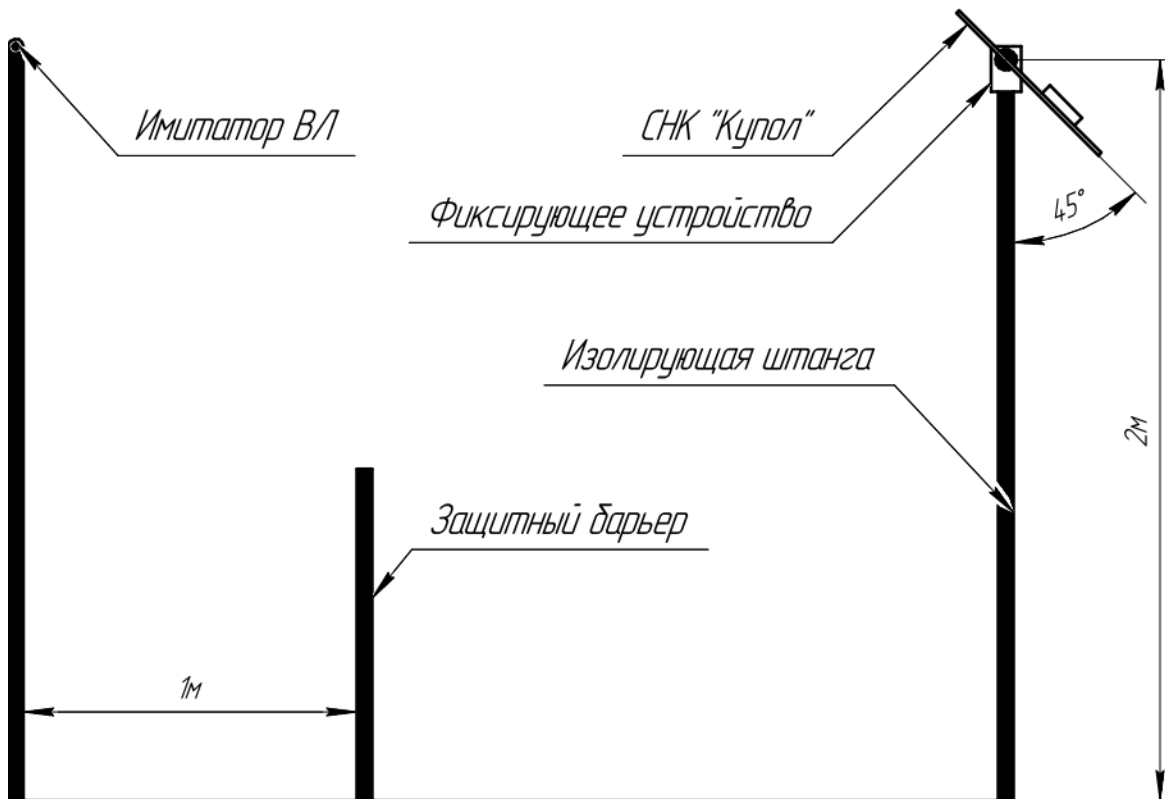 Имитатор ВЛ
СНК "Купол"
Фиксирующее устройство
45°
Изолирующая штанга
2м
Защитный барьер
1м